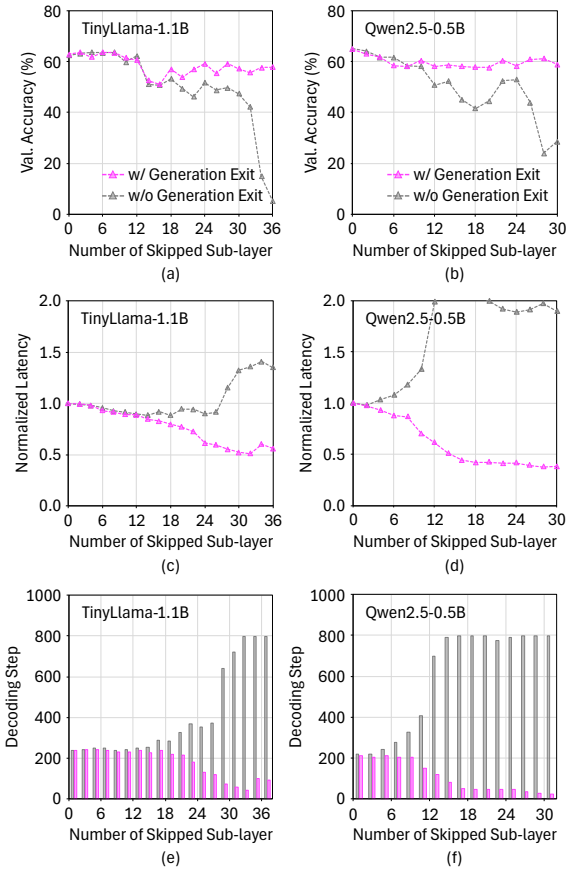 TinyLlama-1.1B
Val. Accuracy (%)
80
60
40
20
0
w/ Generation Exit
w/o Generation Exit
0 6 12 18 24 30 36
Number of Skipped Sub-layer
(a)
Qwen2.5-0.5B
Val. Accuracy (%)
80
60
40
20
0
w/ Generation Exit
w/o Generation Exit
0 6 12 18 24 30
Number of Skipped Sub-layer
(b)
TinyLlama-1.1B
Normalized Latency
2.0
1.5
1.0
0.5
0.0
0 6 12 18 24 30 36
Number of Skipped Sub-layer
(c)
Qwen2.5-0.5B
Normalized Latency
2.0
1.5
1.0
0.5
0.0
0 6 12 18 24 30
Number of Skipped Sub-layer
(d)
TinyLlama-1.1B
Decoding Step
1000
800
600
400
200
0
0 6 12 18 24 30 36
Number of Skipped Sub-layer
(e)
Qwen2.5-0.5B
Decoding Step
1000
800
600
400
200
0
0 6 12 18 24 30
Number of Skipped Sub-layer
(f)